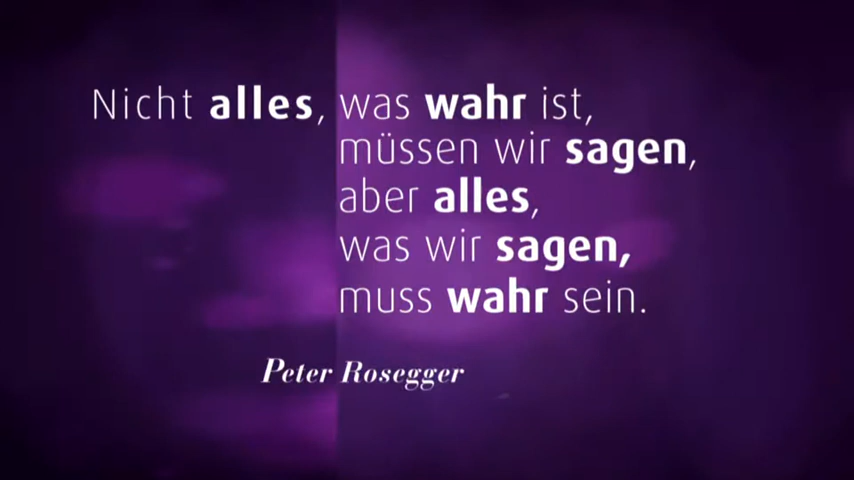 Nicht alles, was wahr ist,
müssen wir sagen,
aber alles,
was wir sagen,
muss wahr sein.
Peter Rosegger